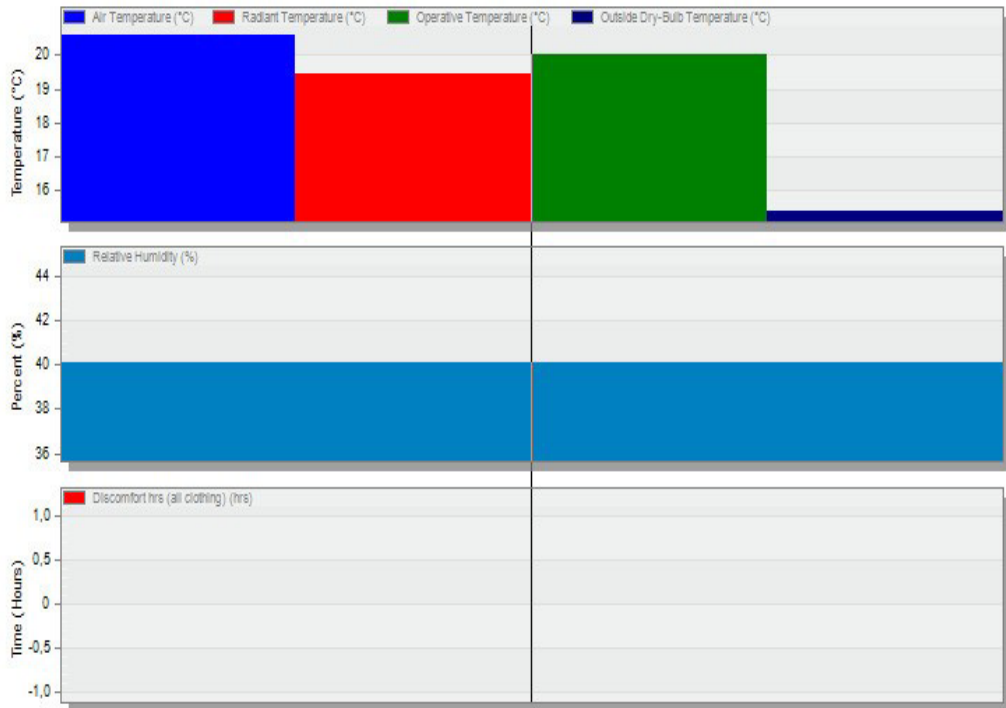 Air Temperature (°C) Radiant Temperature (°C) Operative Temperature (°C) Outside Dry-Bulb Temperature (°C)
Temperature (°C)
20
19
18
17
16
Relative Humidity (%)
Percent (%)
44
42
40
38
36
Discomfort hrs (all clothing) (hrs)
Time (Hours)
1,0
0,5
0
-0,5
-1,0